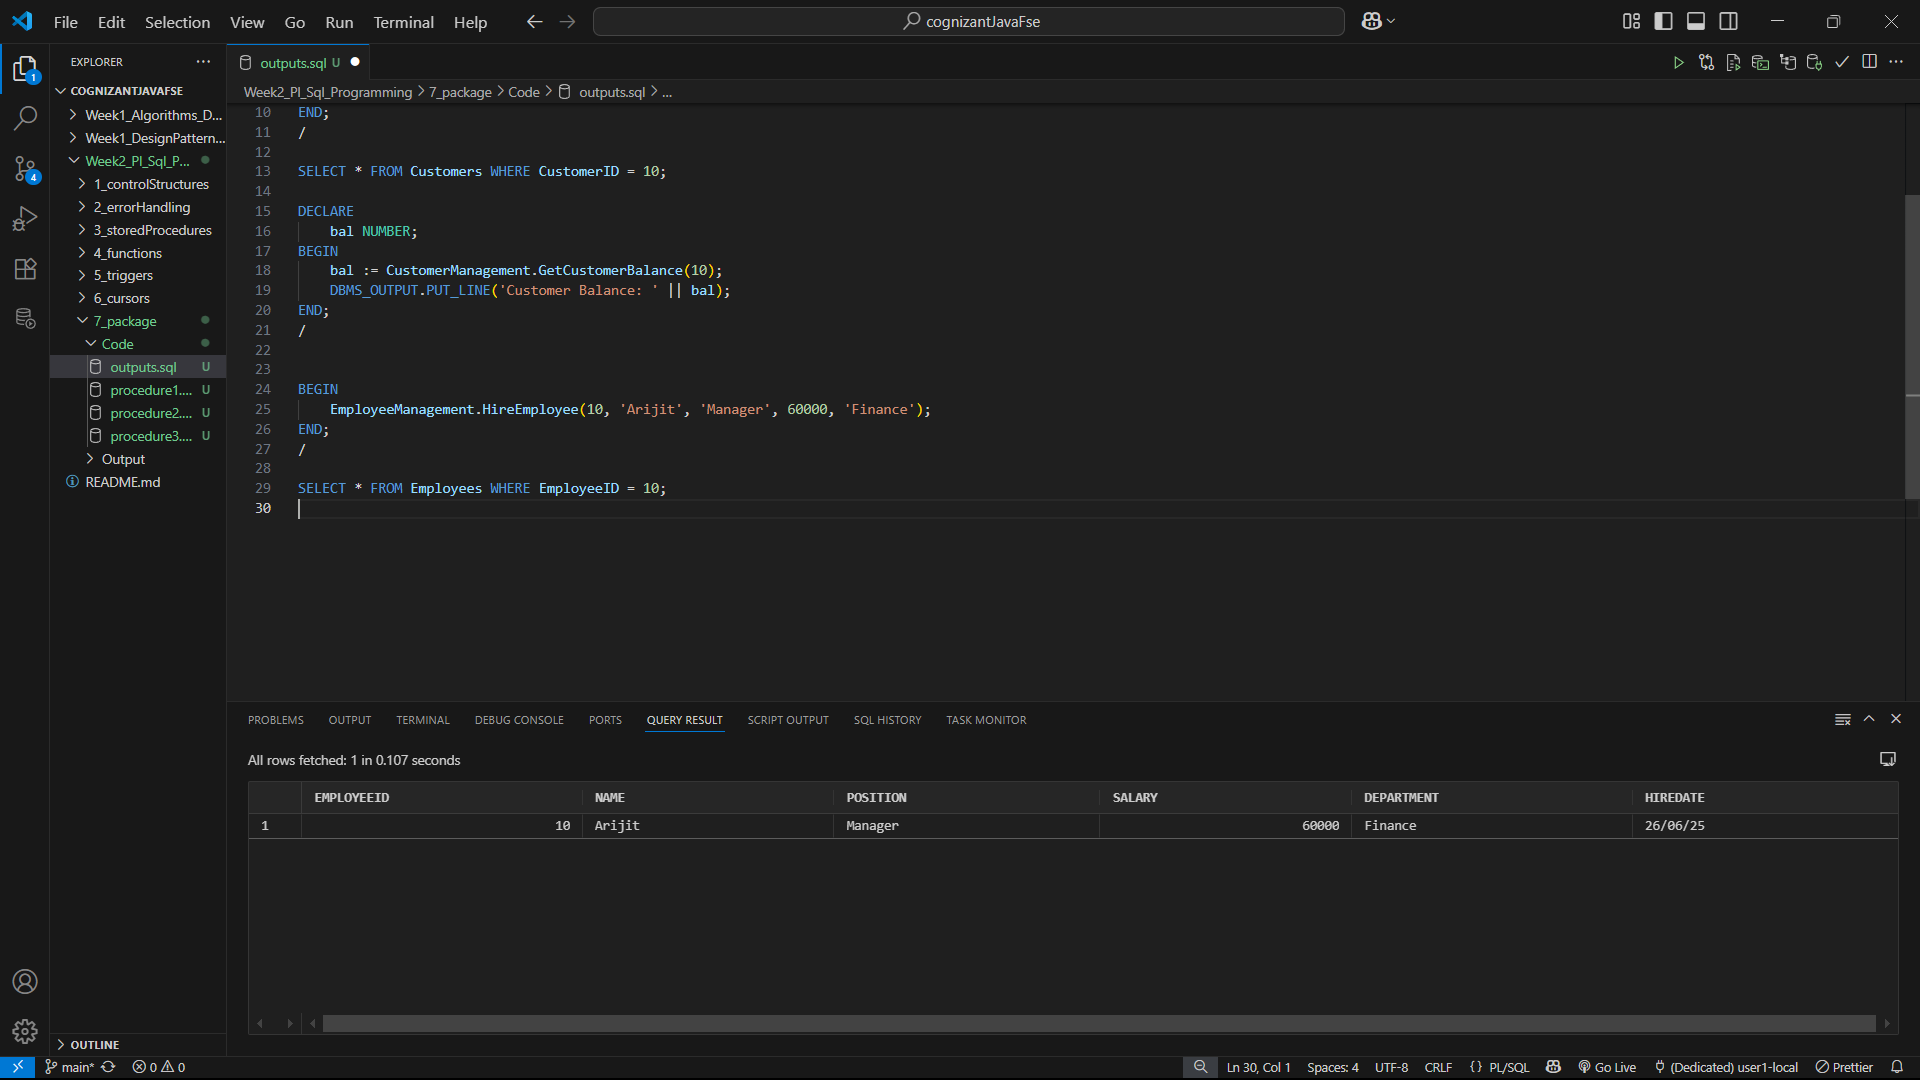 File Edit Selection View Go Run Terminal Help
cognizantJavaFse
EXPLORER
COGNIZANTJAVAFSE
Week1_Algorithms_D...
Week1_DesignPattern...
Week2_Pl_Sql_P...
1_controlStructures
2_errorHandling
3_storedProcedures
4_functions
5_triggers
6_cursors
7_package
Code
outputs.sql U
procedure1.... U
procedure2.... U
procedure3.... U
Output
README.md
OUTLINE
1
4
outputs.sql U
Week2_Pl_Sql_Programming > 7_package > Code > outputs.sql > ...
10 END;
11 /
12
13 SELECT * FROM Customers WHERE CustomerID = 10;
14
15 DECLARE
16 bal NUMBER;
17 BEGIN
18 bal := CustomerManagement.GetCustomerBalance(10);
19 DBMS_OUTPUT.PUT_LINE('Customer Balance: ' || bal);
20 END;
21 /
22
23
24 BEGIN
25 EmployeeManagement.HireEmployee(10, 'Arijit', 'Manager', 60000, 'Finance');
26 END;
27 /
28
29 SELECT * FROM Employees WHERE EmployeeID = 10;
30
PROBLEMS OUTPUT TERMINAL DEBUG CONSOLE PORTS QUERY RESULT SCRIPT OUTPUT SQL HISTORY TASK MONITOR
All rows fetched: 1 in 0.107 seconds
EMPLOYEEID NAME POSITION SALARY DEPARTMENT HIREDATE
1 10 Arijit Manager 60000 Finance 26/06/25
main* 0 0 Ln 30, Col 1 Spaces: 4 UTF-8 CRLF {} PL/SQL Go Live (Dedicated) user1-local Prettier